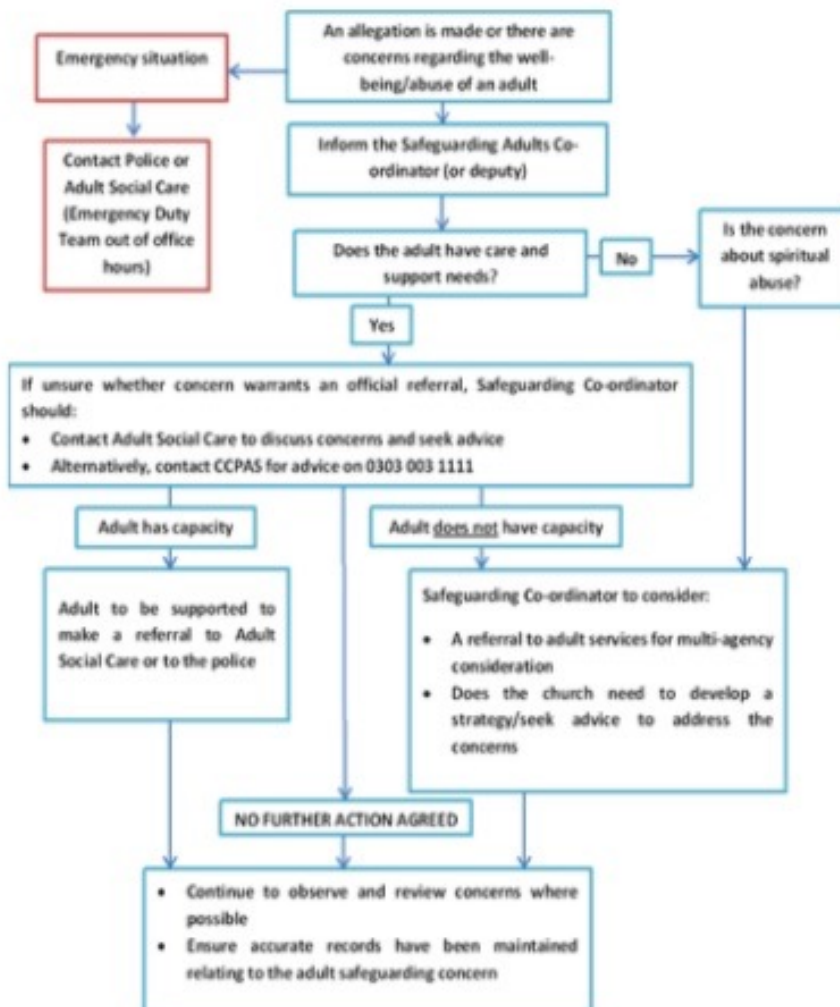 An allegation is made or there are
concerns regarding the well-
being/abuse of an adult
Emergency situation
Contact Police or
Adult Social Care
(Emergency Duty
Team out of office
hours)
Inform the Safeguarding Adults Co-
ordinator (or deputy)
Does the adult have care and
support needs?
No
Is the concern
about spiritual
abuse?
Yes
If unsure whether concern warrants an official referral, Safeguarding Co-ordinator
should:
• Contact Adult Social Care to discuss concerns and seek advice
• Alternatively, contact CCPAS for advice on 0303 003 1111
Adult has capacity
Adult does not have capacity
Adult to be supported to
make a referral to Adult
Social Care or to the police
Safeguarding Co-ordinator to consider:
• A referral to adult services for multi-agency
consideration
• Does the church need to develop a
strategy/seek advice to address the
concerns
NO FURTHER ACTION AGREED
• Continue to observe and review concerns where
possible
• Ensure accurate records have been maintained
relating to the adult safeguarding concern